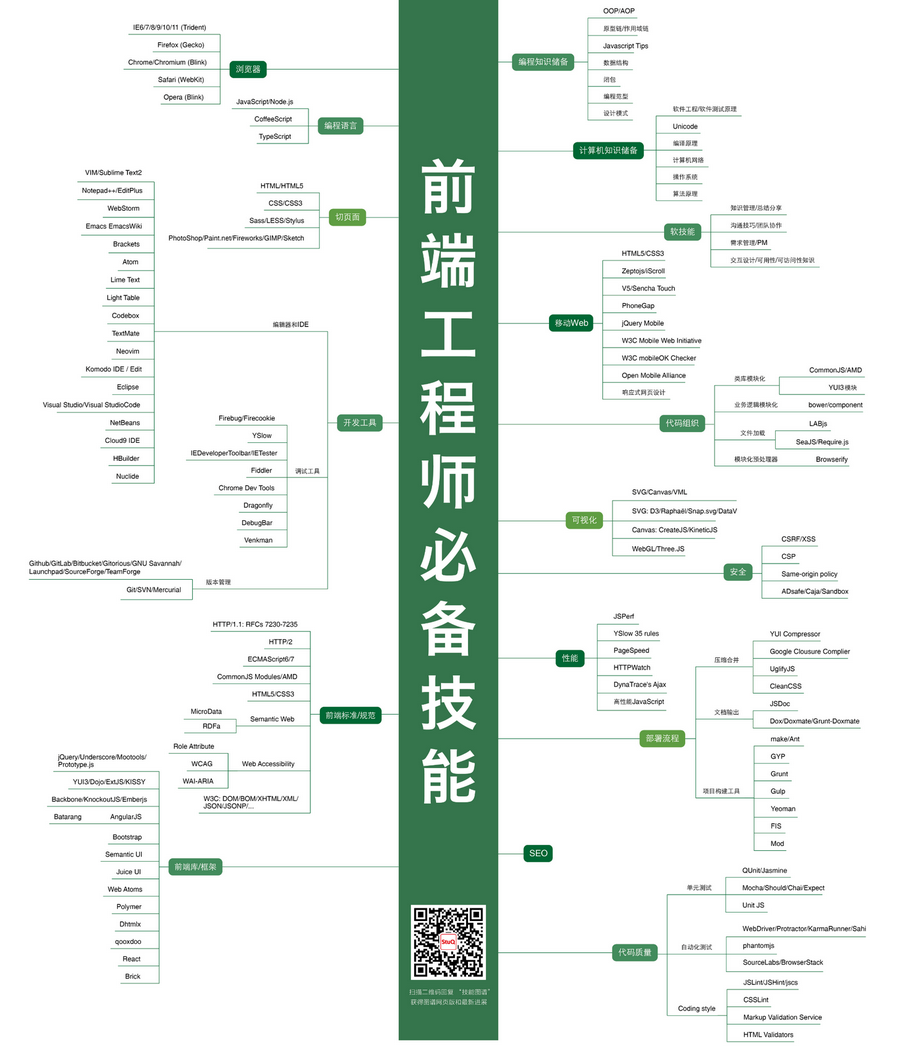 前端工程师必备技能
浏览器
IE6/7/8/9/10/11 (Trident)
Firefox (Gecko)
Chrome/Chromium (Blink)
Safari (WebKit)
Opera (Blink)
编程语言
JavaScript/Node.js
CoffeeScript
TypeScript
切页面
HTML/HTML5
CSS/CSS3
Sass/LESS/Stylus
PhotoShop/Paint.net/Fireworks/GIMP/Sketch
开发工具
编辑器和IDE
VIM/Sublime Text2
Notepad++/EditPlus
WebStorm
Emacs EmacsWiki
Brackets
Atom
Lime Text
Light Table
Codebox
TextMate
Neovim
Komodo IDE / Edit
Eclipse
Visual Studio/Visual StudioCode
NetBeans
Cloud9 IDE
HBuilder
Nuclide
调试工具
Firebug/Firecookie
YSlow
IEDeveloperToolbar/IETester
Fiddler
Chrome Dev Tools
Dragonfly
DebugBar
Venkman
版本管理
Github/GitLab/Bitbucket/Gitorious/GNU Savannah/
Launchpad/SourceForge/TeamForge
Git/SVN/Mercurial
前端标准/规范
HTTP/1.1: RFCs 7230-7235
HTTP/2
ECMAScript6/7
CommonJS Modules/AMD
HTML5/CSS3
Semantic Web
MicroData
RDFa
Web Accessibility
Role Attribute
WCAG
WAI-ARIA
W3C: DOM/BOM/XHTML/XML/
JSON/JSONP/...
前端库/框架
jQuery/Underscore/Mootools/
Prototype.js
YUI3/Dojo/ExtJS/KISSY
Backbone/KnockoutJS/Emberjs
Batarang AngularJS
Bootstrap
Semantic UI
Juice UI
Web Atoms
Polymer
Dhtmlx
qooxdoo
React
Brick
编程知识储备
OOP/AOP
原型链/作用域链
Javascript Tips
数据结构
闭包
编程范型
设计模式
计算机知识储备
软件工程/软件测试原理
Unicode
编译原理
计算机网络
操作系统
算法原理
软技能
知识管理/总结分享
沟通技巧/团队协作
需求管理/PM
交互设计/可用性/可访问性知识
移动Web
HTML5/CSS3
Zeptojs/iScroll
V5/Sencha Touch
PhoneGap
jQuery Mobile
W3C Mobile Web Initiative
W3C mobileOK Checker
Open Mobile Alliance
响应式网页设计
代码组织
类库模块化
CommonJS/AMD
YUI3模块
业务逻辑模块化
bower/component
文件加载
LABjs
SeaJS/Require.js
模块化预处理器
Browserify
可视化
SVG/Canvas/VML
SVG: D3/Raphaël/Snap.svg/DataV
Canvas: CreateJS/KineticJS
WebGL/Three.JS
安全
CSRF/XSS
CSP
Same-origin policy
ADsafe/Caja/Sandbox
性能
JSPerf
YSlow 35 rules
PageSpeed
HTTPWatch
DynaTrace's Ajax
高性能JavaScript
部署流程
压缩合并
YUI Compressor
Google Clousure Complier
UglifyJS
CleanCSS
文档输出
JSDoc
Dox/Doxmate/Grunt-Doxmate
项目构建工具
make/Ant
GYP
Grunt
Gulp
Yeoman
FIS
Mod
SEO
代码质量
单元测试
QUnit/Jasmine
Mocha/Should/Chai/Expect
Unit JS
自动化测试
WebDriver/Protractor/KarmaRunner/Sahi
phantomjs
SourceLabs/BrowserStack
Coding style
JSLint/JSHint/jscs
CSSLint
Markup Validation Service
HTML Validators
StuQ
扫描二维码回复 “技能图谱”
获得图谱网页版和最新进展